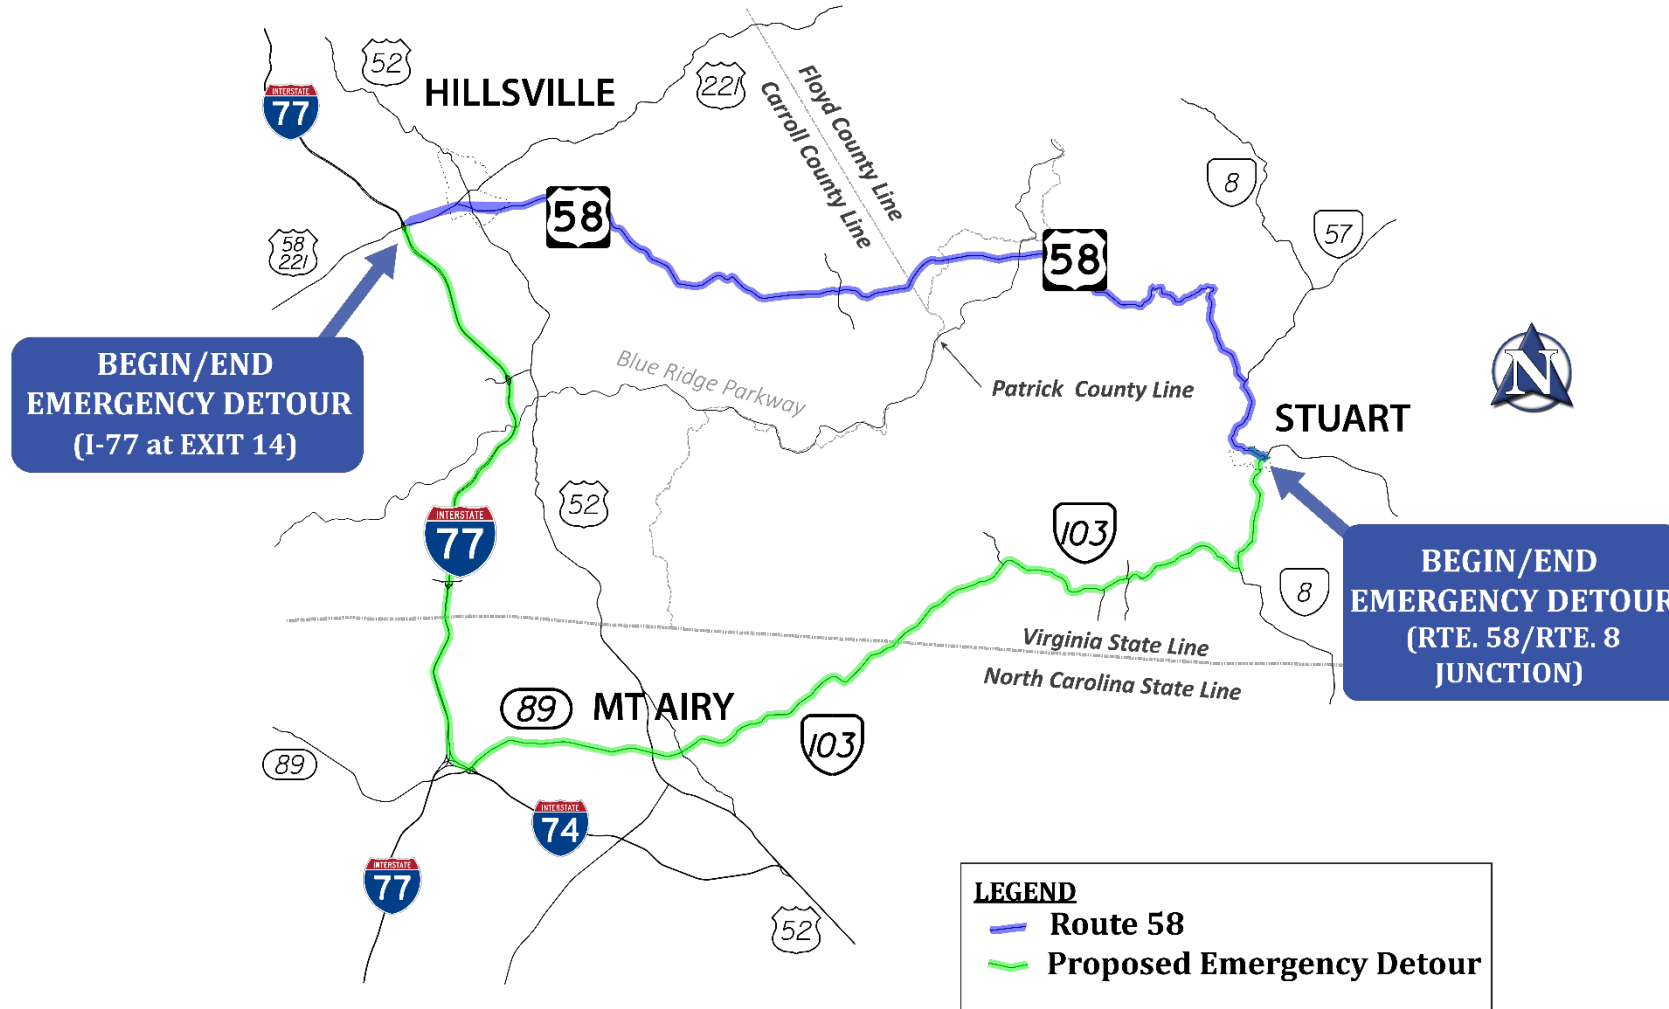 52
HILLSVILLE
221
INTERSTATE
77
Floyd County Line
Carroll County Line
8
58
57
58
221
58
BEGIN/END
EMERGENCY DETOUR
(I-77 at EXIT 14)
Blue Ridge Parkway
Patrick County Line
N
STUART
52
INTERSTATE
77
103
BEGIN/END
EMERGENCY DETOUR
(RTE. 58/RTE. 8
JUNCTION)
8
Virginia State Line
North Carolina State Line
89
MT AIRY
103
89
INTERSTATE
74
INTERSTATE
77
52
LEGEND
Route 58
Proposed Emergency Detour